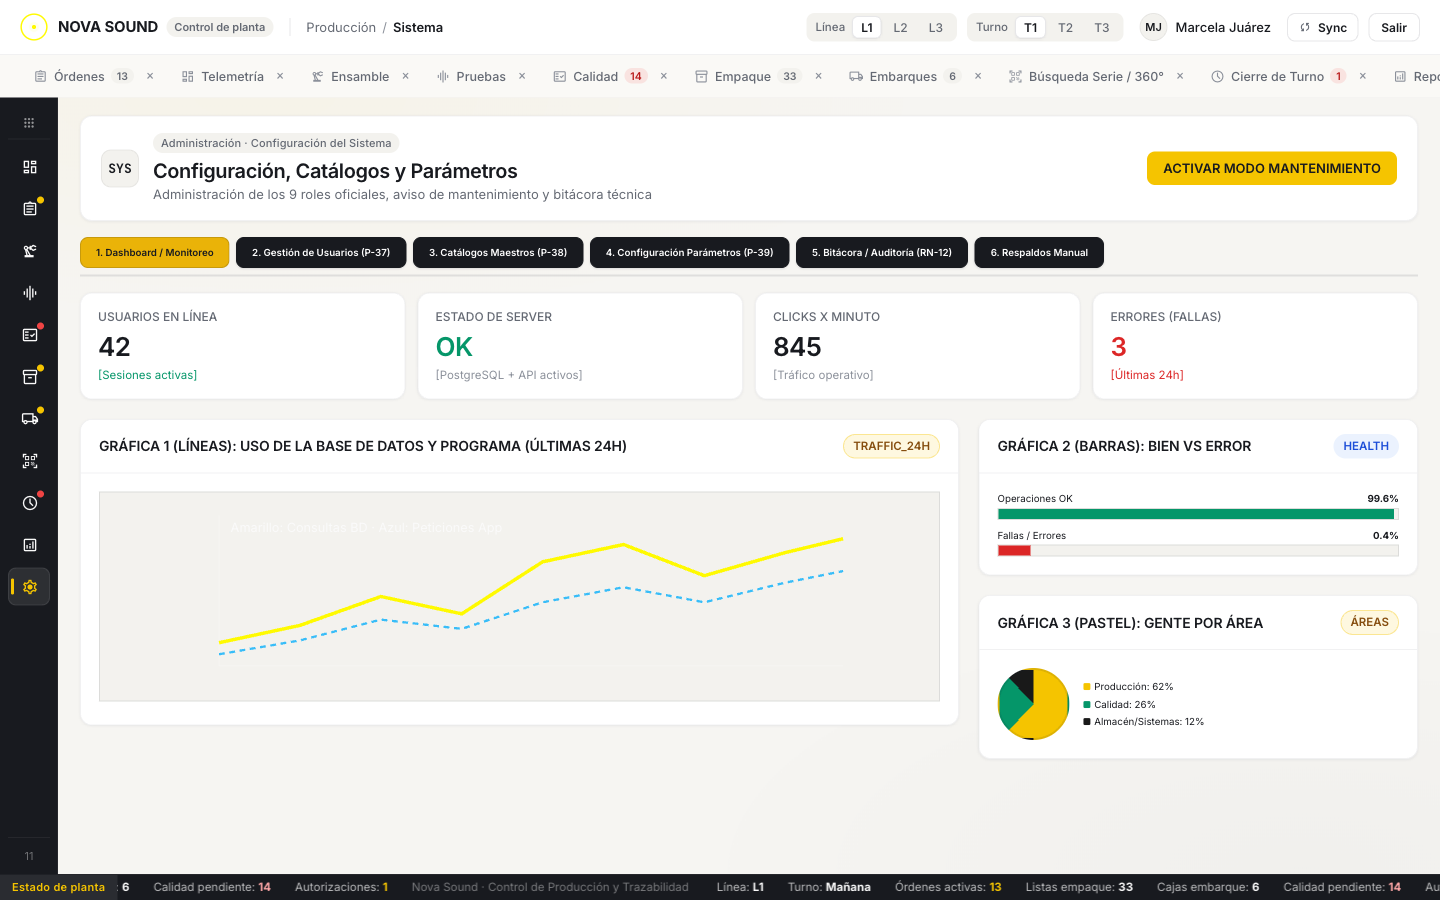 NOVA SOUND Control de planta Producción / Sistema Línea L1 L2 L3 Turno T1 T2 T3 MJ Marcela Juárez Sync Salir
Órdenes 13 × Telemetría × Ensamble × Pruebas × Calidad 14 × Empaque 33 × Embarques 6 × Búsqueda Serie / 360° × Cierre de Turno 1 × Repo
SYS
Administración · Configuración del Sistema
Configuración, Catálogos y Parámetros
Administración de los 9 roles oficiales, aviso de mantenimiento y bitácora técnica
ACTIVAR MODO MANTENIMIENTO
1. Dashboard / Monitoreo 2. Gestión de Usuarios (P-37) 3. Catálogos Maestros (P-38) 4. Configuración Parámetros (P-39) 5. Bitácora / Auditoría (RN-12) 6. Respaldos Manual
USUARIOS EN LÍNEA
42
[Sesiones activas]
ESTADO DE SERVER
OK
[PostgreSQL + API activos]
CLICKS X MINUTO
845
[Tráfico operativo]
ERRORES (FALLAS)
3
[Últimas 24h]
GRÁFICA 1 (LÍNEAS): USO DE LA BASE DE DATOS Y PROGRAMA (ÚLTIMAS 24H) TRAFFIC_24H
Amarillo: Consultas BD · Azul: Peticiones App
GRÁFICA 2 (BARRAS): BIEN VS ERROR HEALTH
Operaciones OK 99.6%
Fallas / Errores 0.4%
GRÁFICA 3 (PASTEL): GENTE POR ÁREA ÁREAS
Producción: 62%
Calidad: 26%
Almacén/Sistemas: 12%
11
Estado de planta : 6 Calidad pendiente: 14 Autorizaciones: 1 Nova Sound · Control de Producción y Trazabilidad Línea: L1 Turno: Mañana Órdenes activas: 13 Listas empaque: 33 Cajas embarque: 6 Calidad pendiente: 14 Au